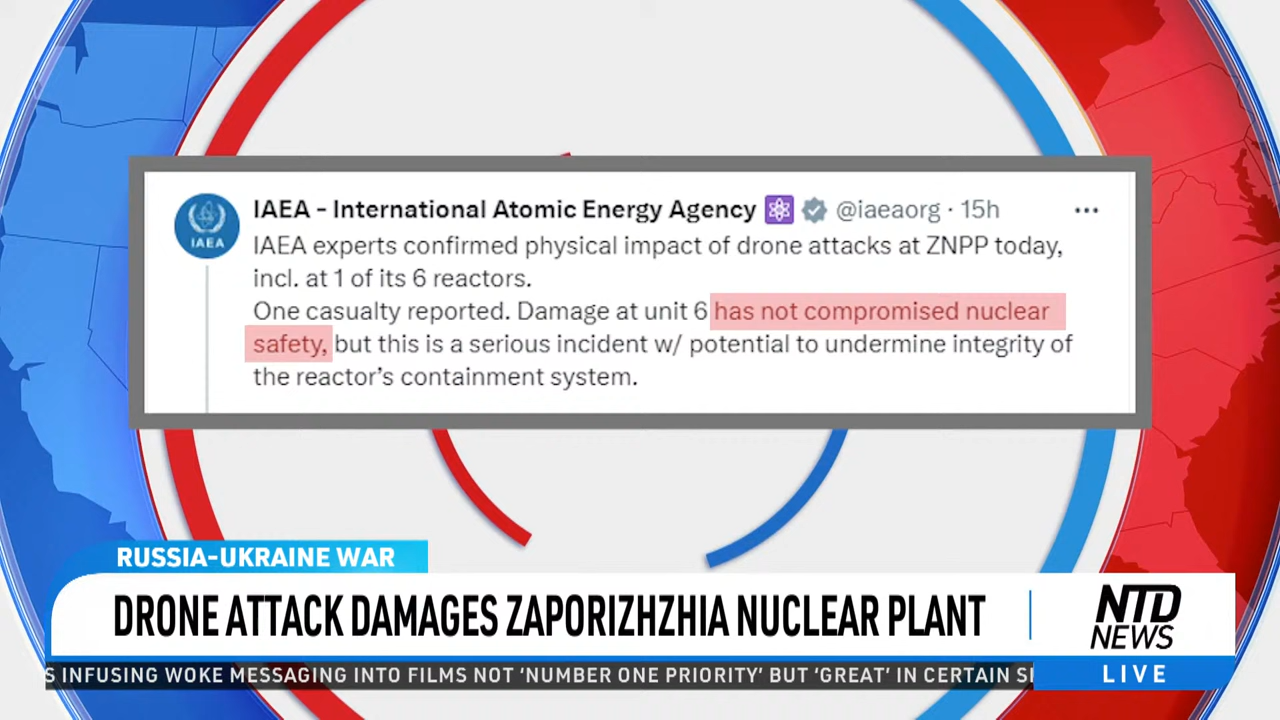 IAEA – International Atomic Energy Agency @iaeaorg · 15h
IAEA
IAEA experts confirmed physical impact of drone attacks at ZNPP today,
incl. at 1 of its 6 reactors.
One casualty reported. Damage at unit 6 has not compromised nuclear
safety, but this is a serious incident w/ potential to undermine integrity of
the reactor's containment system.
RUSSIA-UKRAINE WAR
DRONE ATTACK DAMAGES ZAPORIZHZHIA NUCLEAR PLANT
NTD
NEWS
S INFUSING WOKE MESSAGING INTO FILMS NOT 'NUMBER ONE PRIORITY' BUT 'GREAT' IN CERTAIN
LIVE